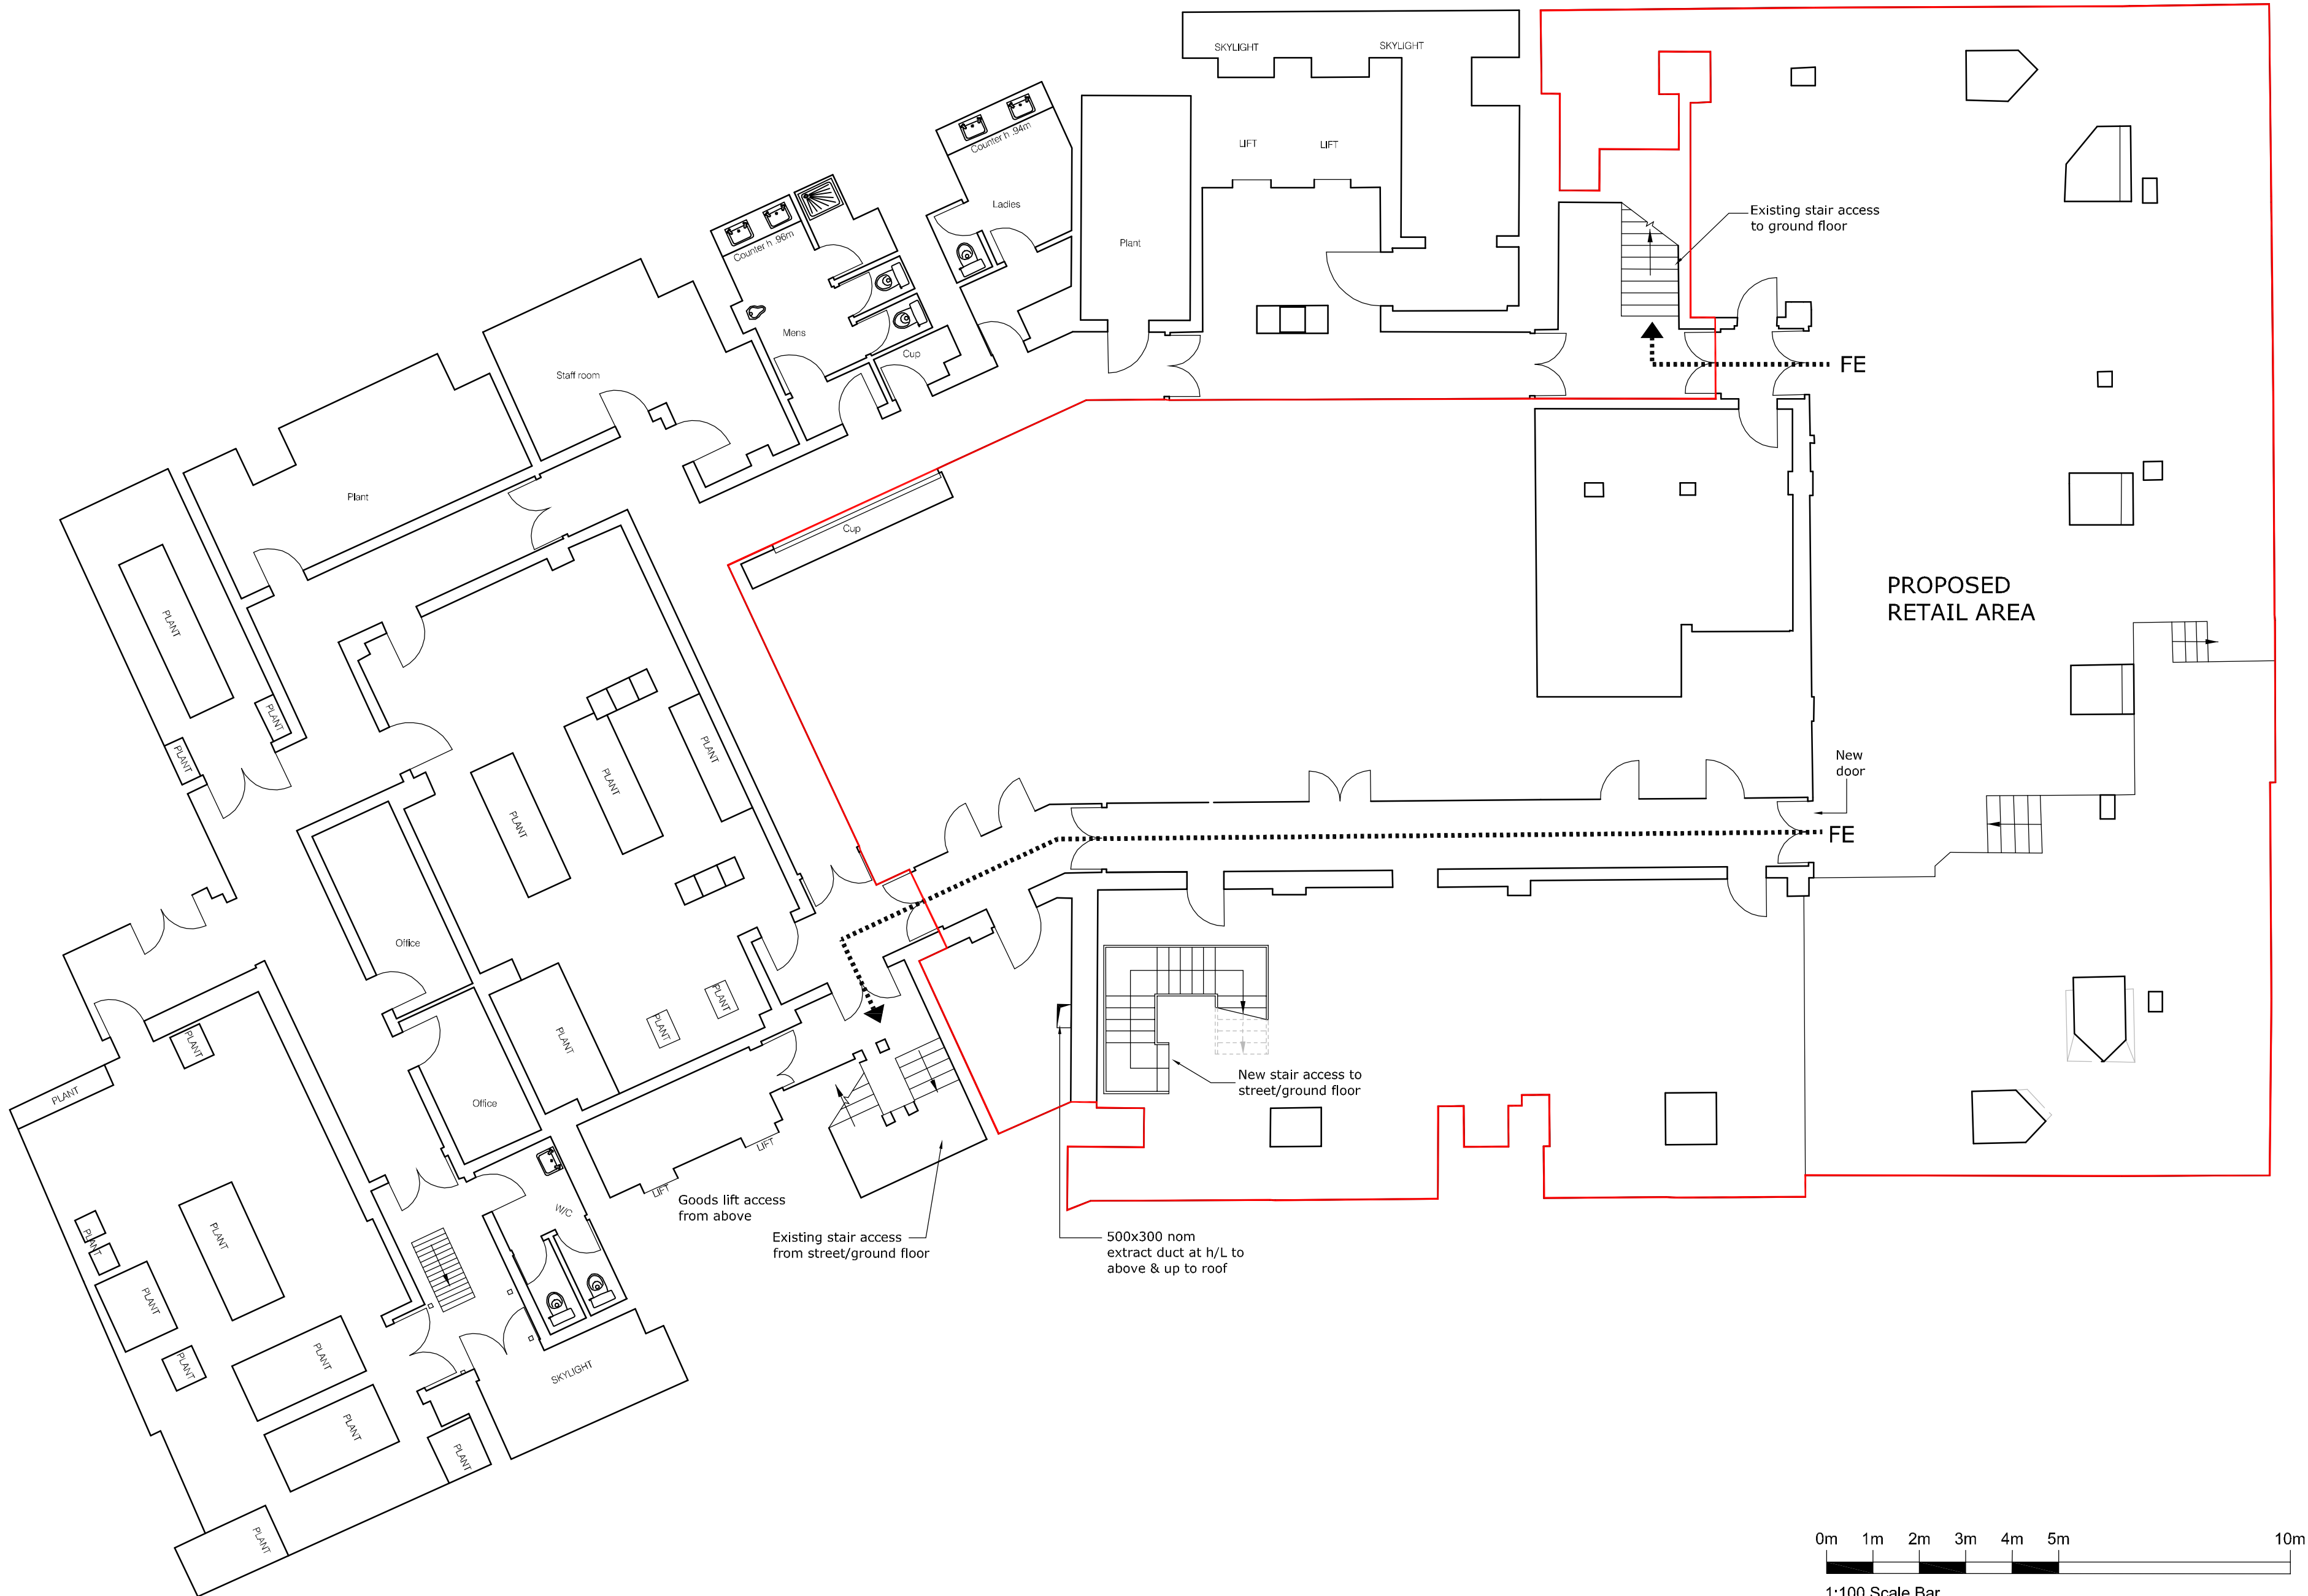 SKYLIGHT
SKYLIGHT
Counter h .94m
LIFT
LIFT
Ladies
Existing stair access
to ground floor
Counter h .96m
Plant
Mens
Cup
FE
Staff room
Plant
Cup
PROPOSED
RETAIL AREA
PLANT
PLANT
PLANT
PLANT
PLANT
PLANT
New
door
FE
Office
PLANT
PLANT
PLANT
PLANT
PLANT
Office
New stair access to
street/ground floor
LIFT
LIFT
Goods lift access
from above
W/C
Existing stair access
from street/ground floor
500x300 nom
extract duct at h/L to
above & up to roof
PLANT
PLANT
PLANT
PLANT
PLANT
PLANT
SKYLIGHT
PLANT
PLANT
0m 1m 2m 3m 4m 5m 10m
1:100 Scale Bar